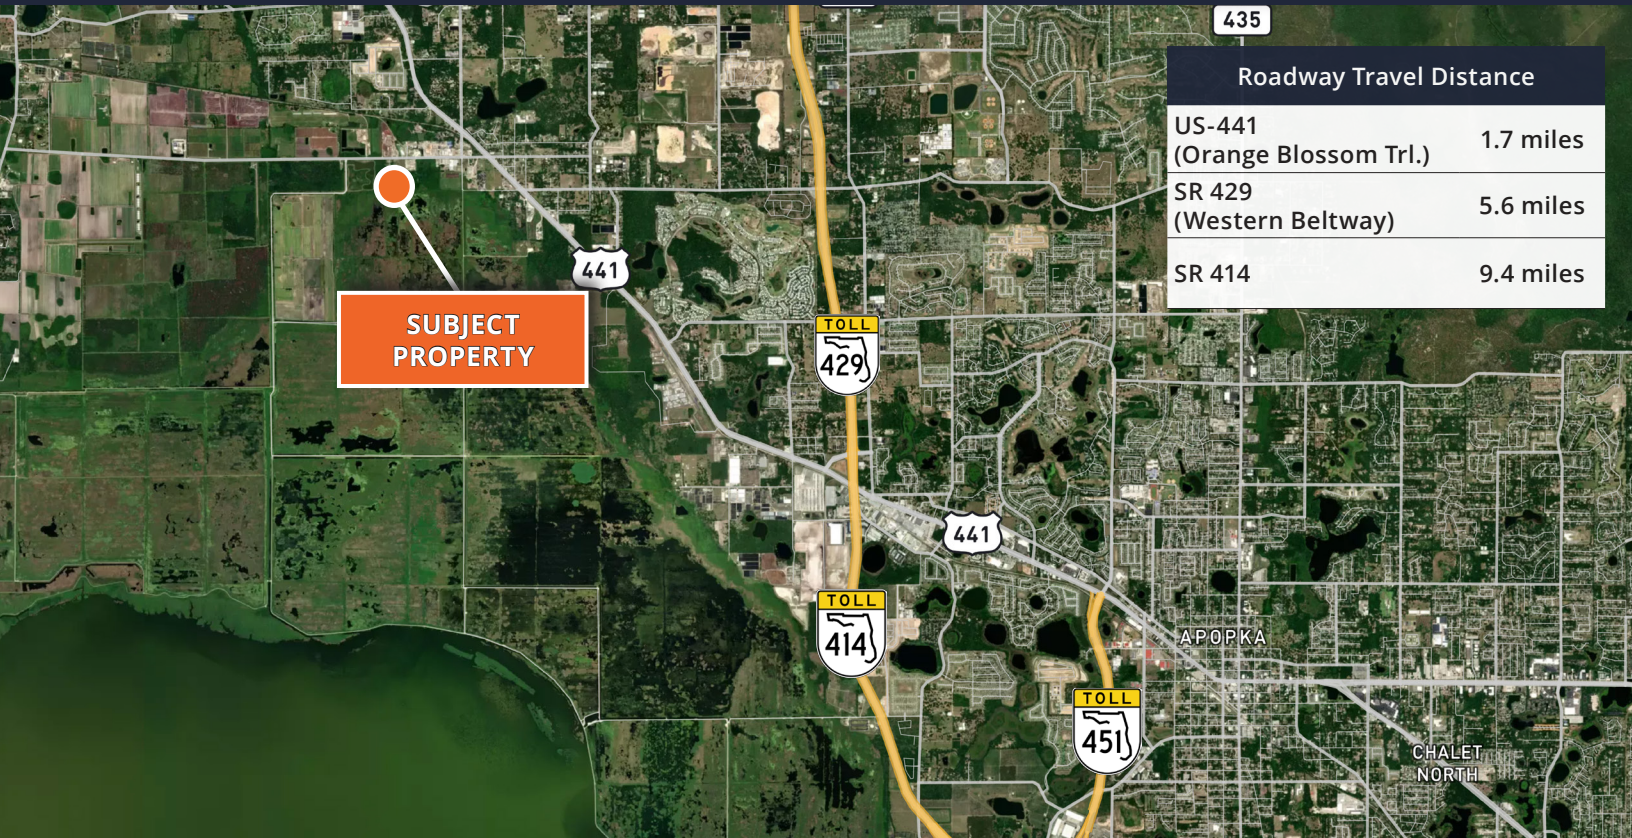 435
Roadway Travel Distance
US-441
(Orange Blossom Trl.)
1.7 miles
SR 429
(Western Beltway)
5.6 miles
SR 414
9.4 miles
441
SUBJECT
PROPERTY
TOLL
429
441
TOLL
414
APOPKA
TOLL
451
CHALET
NORTH